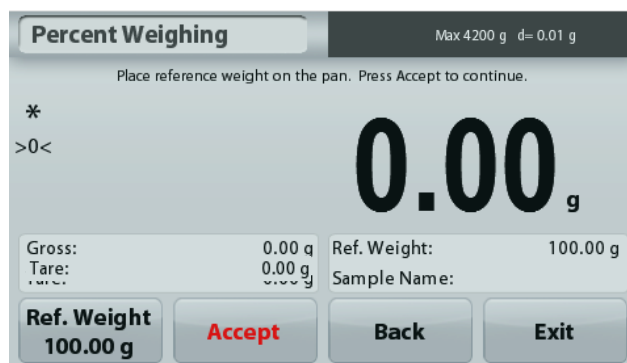 Percent Weighing
Max 4200 g d= 0.01 g
Place reference weight on the pan. Press Accept to continue.
*
>0<
0.00 g
Gross: 0.00 g
Tare: 0.00 g
Ref. Weight: 100.00 g
Sample Name:
Ref. Weight
100.00 g
Accept
Back
Exit